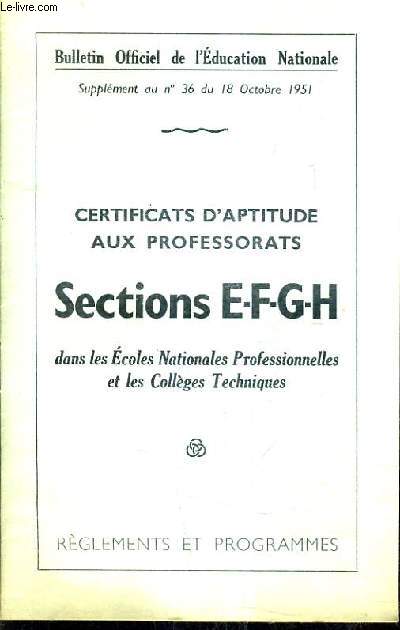 Le-livre.com
Bulletin Officiel de l'Éducation Nationale
Supplément au n° 36 du 18 Octobre 1951
CERTIFICATS D'APTITUDE
AUX PROFESSORATS
Sections E-F-G-H
dans les Écoles Nationales Professionnelles
et les Collèges Techniques
RÈGLEMENTS ET PROGRAMMES